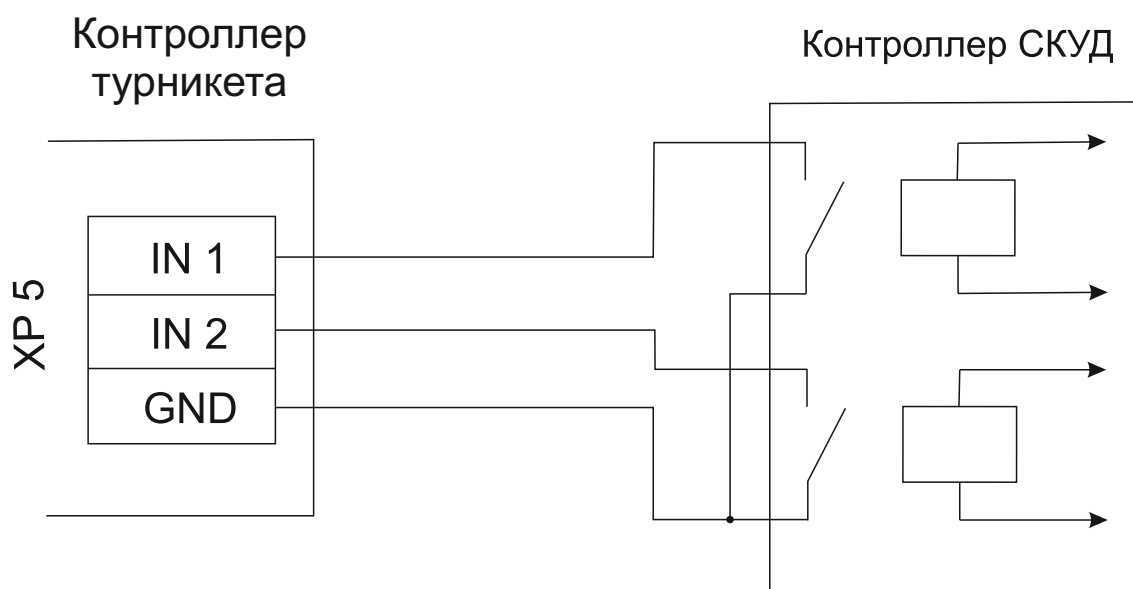 Контроллер
турникета
Контроллер СКУД
XP 5
IN 1
IN 2
GND